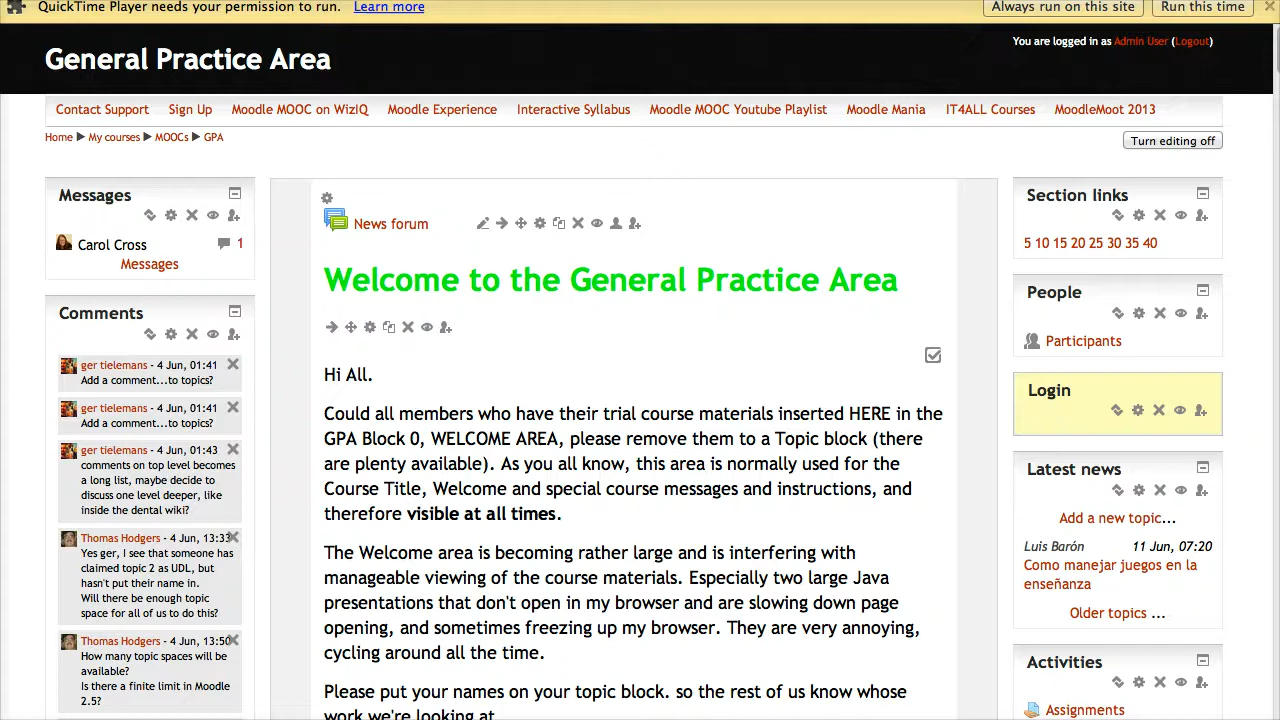 QuickTime Player needs your permission to run. Learn more Always run on this site Run this time
General Practice Area
You are logged in as Admin User (Logout)
Contact Support Sign Up Moodle MOOC on WizIQ Moodle Experience Interactive Syllabus Moodle MOOC Youtube Playlist Moodle Mania IT4ALL Courses MoodleMoot 2013
Home ▶ My courses ▶ MOOCs ▶ GPA
Turn editing off
Messages
Carol Cross 1
Messages
Comments
ger tielemans - 4 Jun, 01:41
Add a comment...to topics?
ger tielemans - 4 Jun, 01:41
Add a comment...to topics?
ger tielemans - 4 Jun, 01:43
comments on top level becomes
a long list, maybe decide to
discuss one level deeper, like
inside the dental wiki?
Thomas Hodgers - 4 Jun, 13:33
Yes ger, I see that someone has
claimed topic 2 as UDL, but
hasn't put their name in.
Will there be enough topic
space for all of us to do this?
Thomas Hodgers - 4 Jun, 13:50
How many topic spaces will be
available?
Is there a finite limit in Moodle
2.5?
News forum
Welcome to the General Practice Area
Hi All.
Could all members who have their trial course materials inserted HERE in the
GPA Block 0, WELCOME AREA, please remove them to a Topic block (there
are plenty available). As you all know, this area is normally used for the
Course Title, Welcome and special course messages and instructions, and
therefore visible at all times.
The Welcome area is becoming rather large and is interfering with
manageable viewing of the course materials. Especially two large Java
presentations that don't open in my browser and are slowing down page
opening, and sometimes freezing up my browser. They are very annoying,
cycling around all the time.
Please put your names on your topic block. so the rest of us know whose
work we're looking at
Section links
5 10 15 20 25 30 35 40
People
Participants
Login
Latest news
Add a new topic...
Luis Barón 11 Jun, 07:20
Como manejar juegos en la
enseñanza
Older topics ...
Activities
Assignments